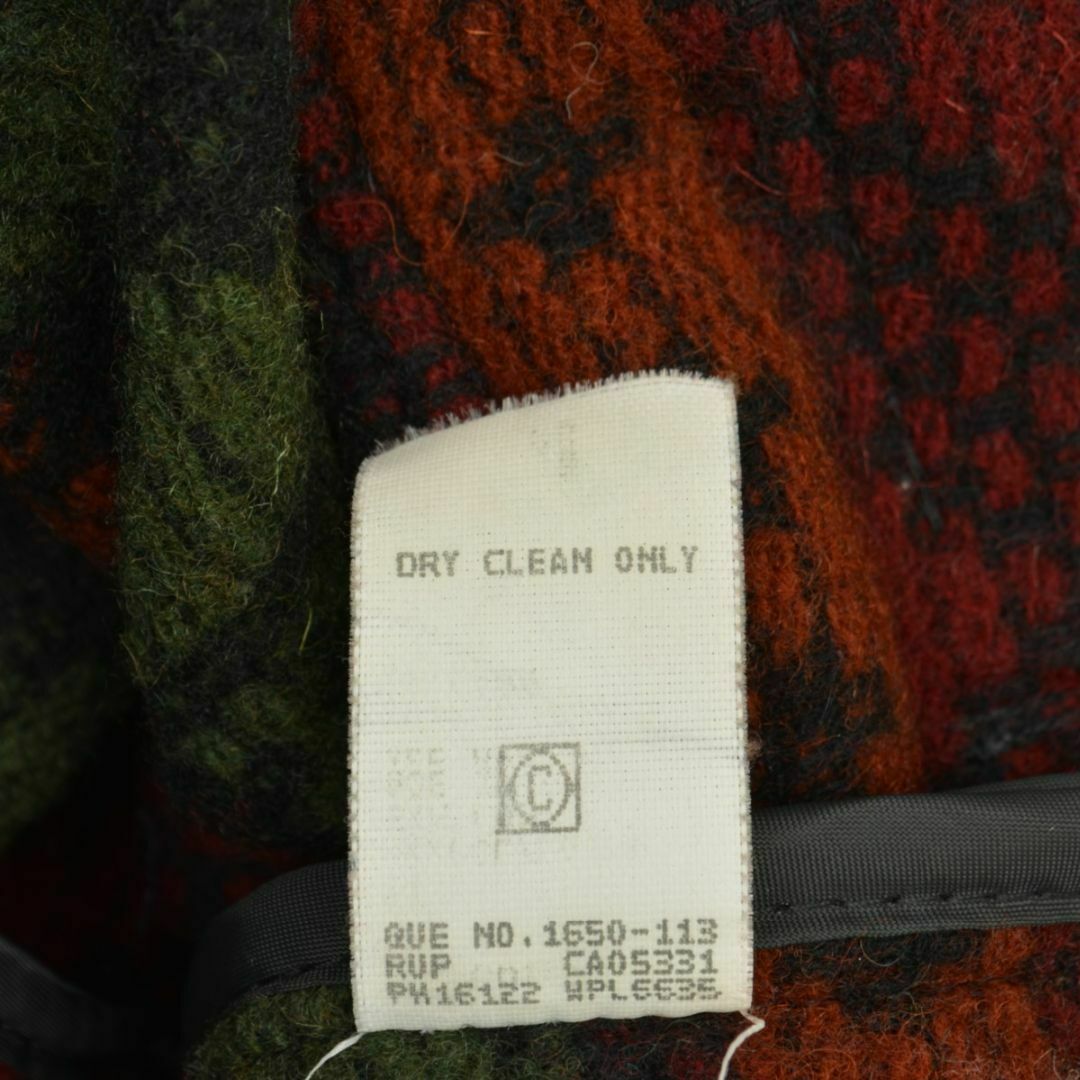 DRY CLEAN ONLY
C
QUE NO.1650-113
RVP CA05331
PK16122 WPL6635